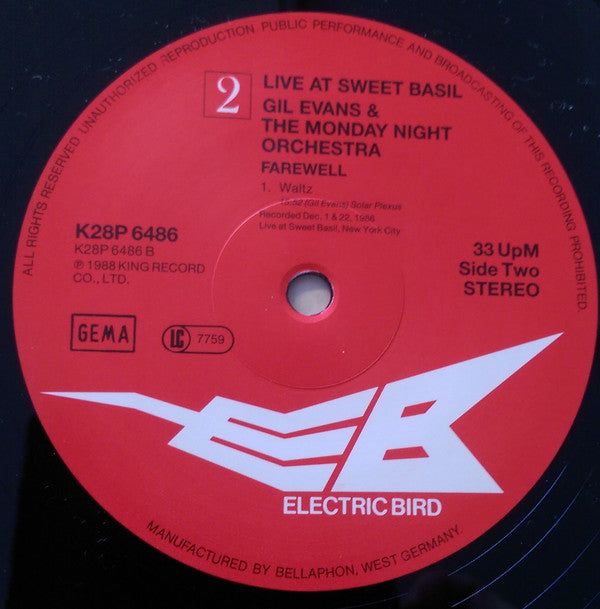 ALL RIGHTS RESERVED UNAUTHORIZED REPRODUCTION PUBLIC PERFORMANCE AND BROADCASTING OF THIS RECORDING PROHIBITED.
2
LIVE AT SWEET BASIL
GIL EVANS &
THE MONDAY NIGHT
ORCHESTRA
FAREWELL
1. Waltz
(Gil Evans) Solar Plexus
Recorded Dec. 1 & 22, 1986
Live at Sweet Basil, New York City
K28P 6486
K28P 6486 B
℗ 1988 KING RECORD
CO., LTD.
33 UpM
Side Two
STEREO
GEMA
LC 7759
EB
ELECTRIC BIRD
MANUFACTURED BY BELLAPHON, WEST GERMANY.